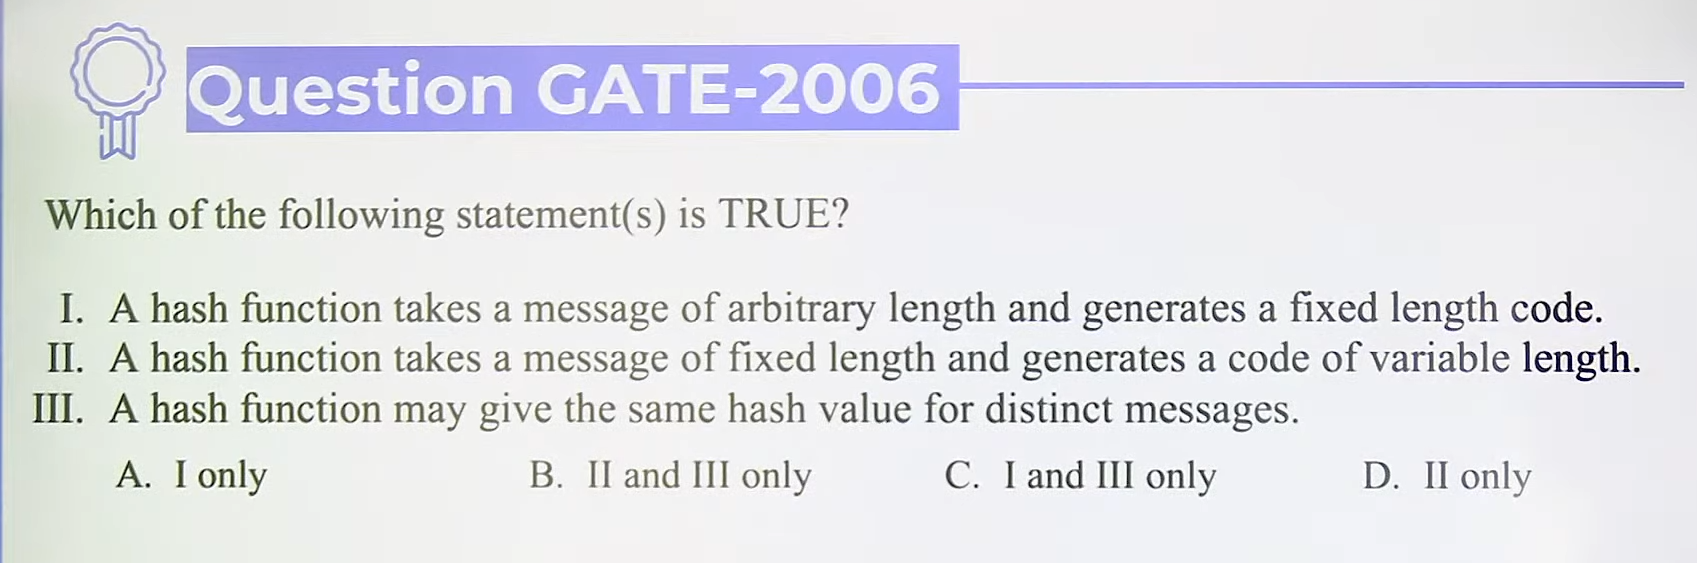 Question GATE-2006
Which of the following statement(s) is TRUE?
I. A hash function takes a message of arbitrary length and generates a fixed length code.
II. A hash function takes a message of fixed length and generates a code of variable length.
III. A hash function may give the same hash value for distinct messages.
A. I only B. II and III only C. I and III only D. II only